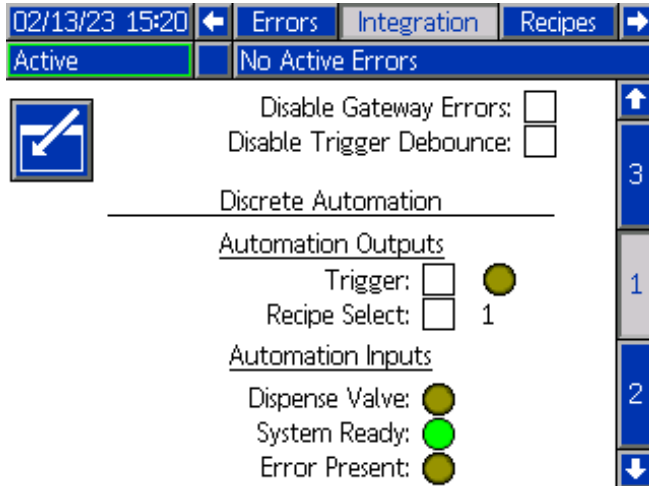 02/13/23 15:20 Errors Integration Recipes
Active No Active Errors
Disable Gateway Errors:
Disable Trigger Debounce:
3
Discrete Automation
Automation Outputs
Trigger:
1
Recipe Select: 1
Automation Inputs
Dispense Valve:
2
System Ready:
Error Present: